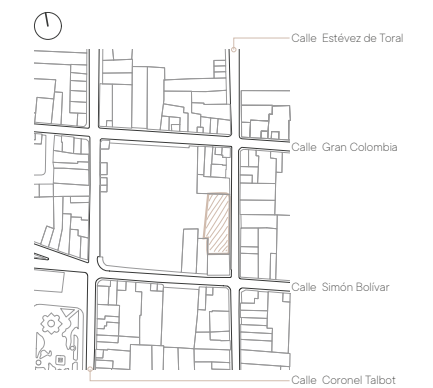 Calle Estévez de Toral
Calle Gran Colombia
Calle Simón Bolívar
Calle Coronel Talbot